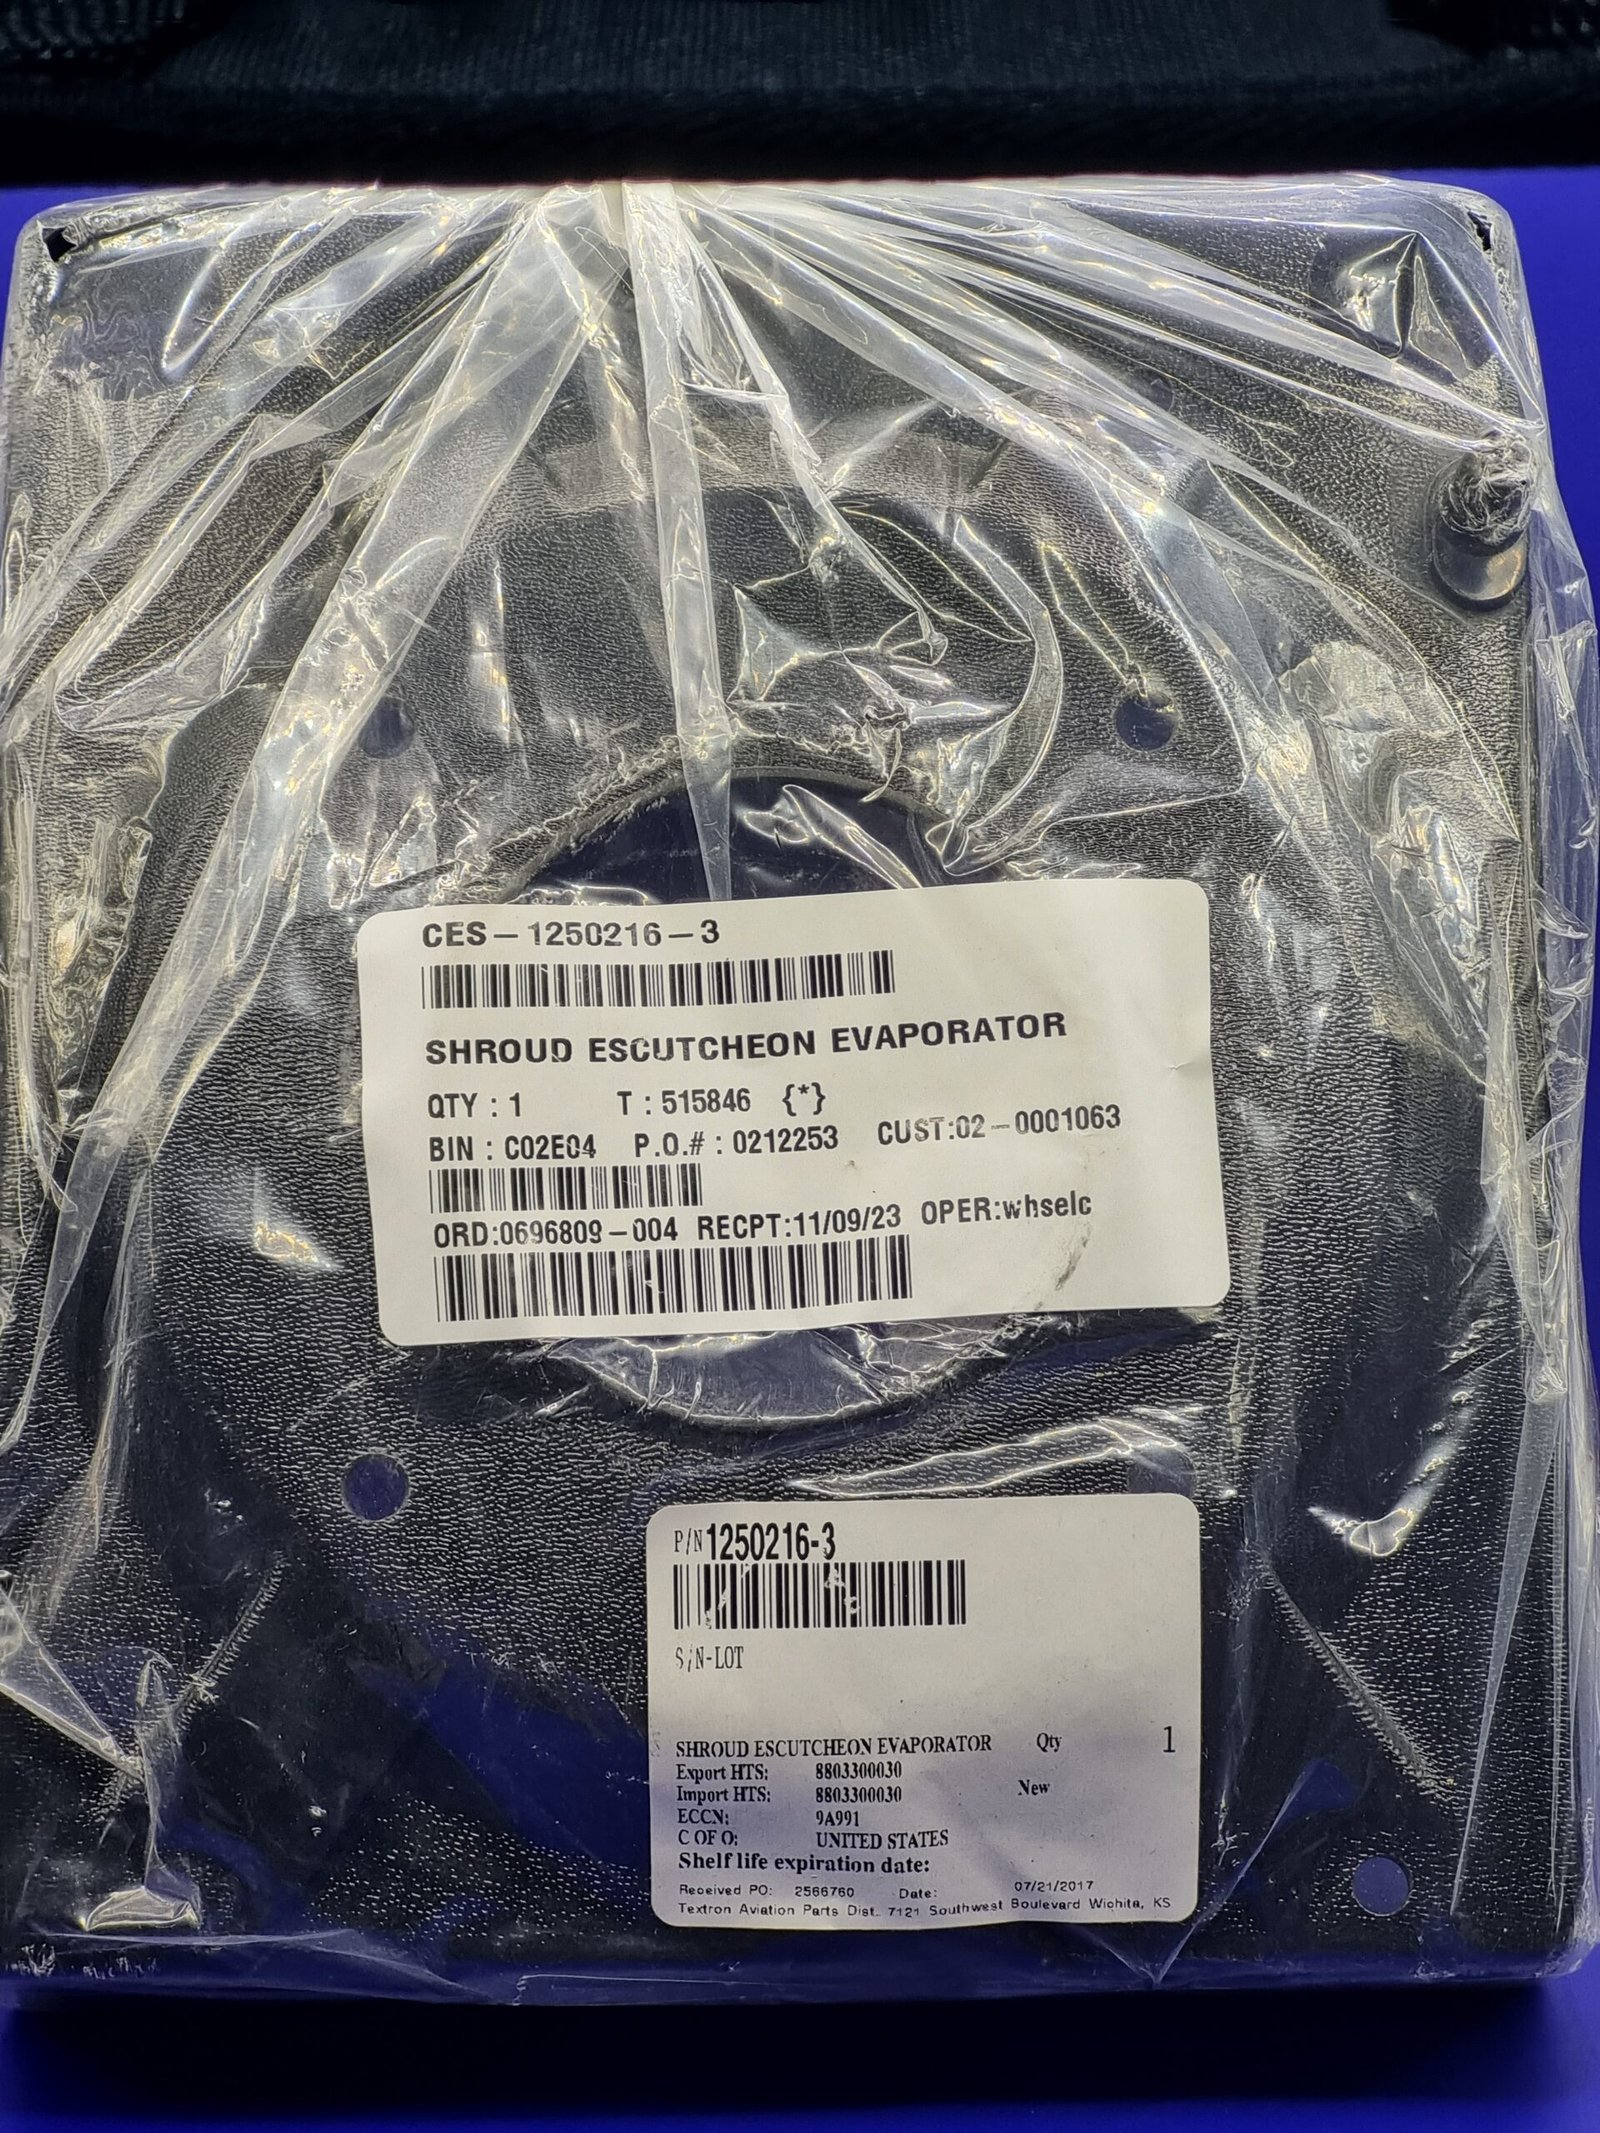 CES-1250216-3
SHROUD ESCUTCHEON EVAPORATOR
QTY : 1 T : 515846 {*}
BIN : C02E04 P.O.# : 0212253 CUST:02-0001063
ORD:0696809-004 RECPT:11/09/23 OPER:whselc
P/N 1250216-3
S/N-LOT
SHROUD ESCUTCHEON EVAPORATOR Qty 1
Export HTS: 8803300030
Import HTS: 8803300030 New
ECCN: 9A991
C OF O: UNITED STATES
Shelf life expiration date:
Received PO: 2566760 Date: 07/21/2017
Textron Aviation Parts Dist.. 7121 Southwest Boulevard Wichita, KS